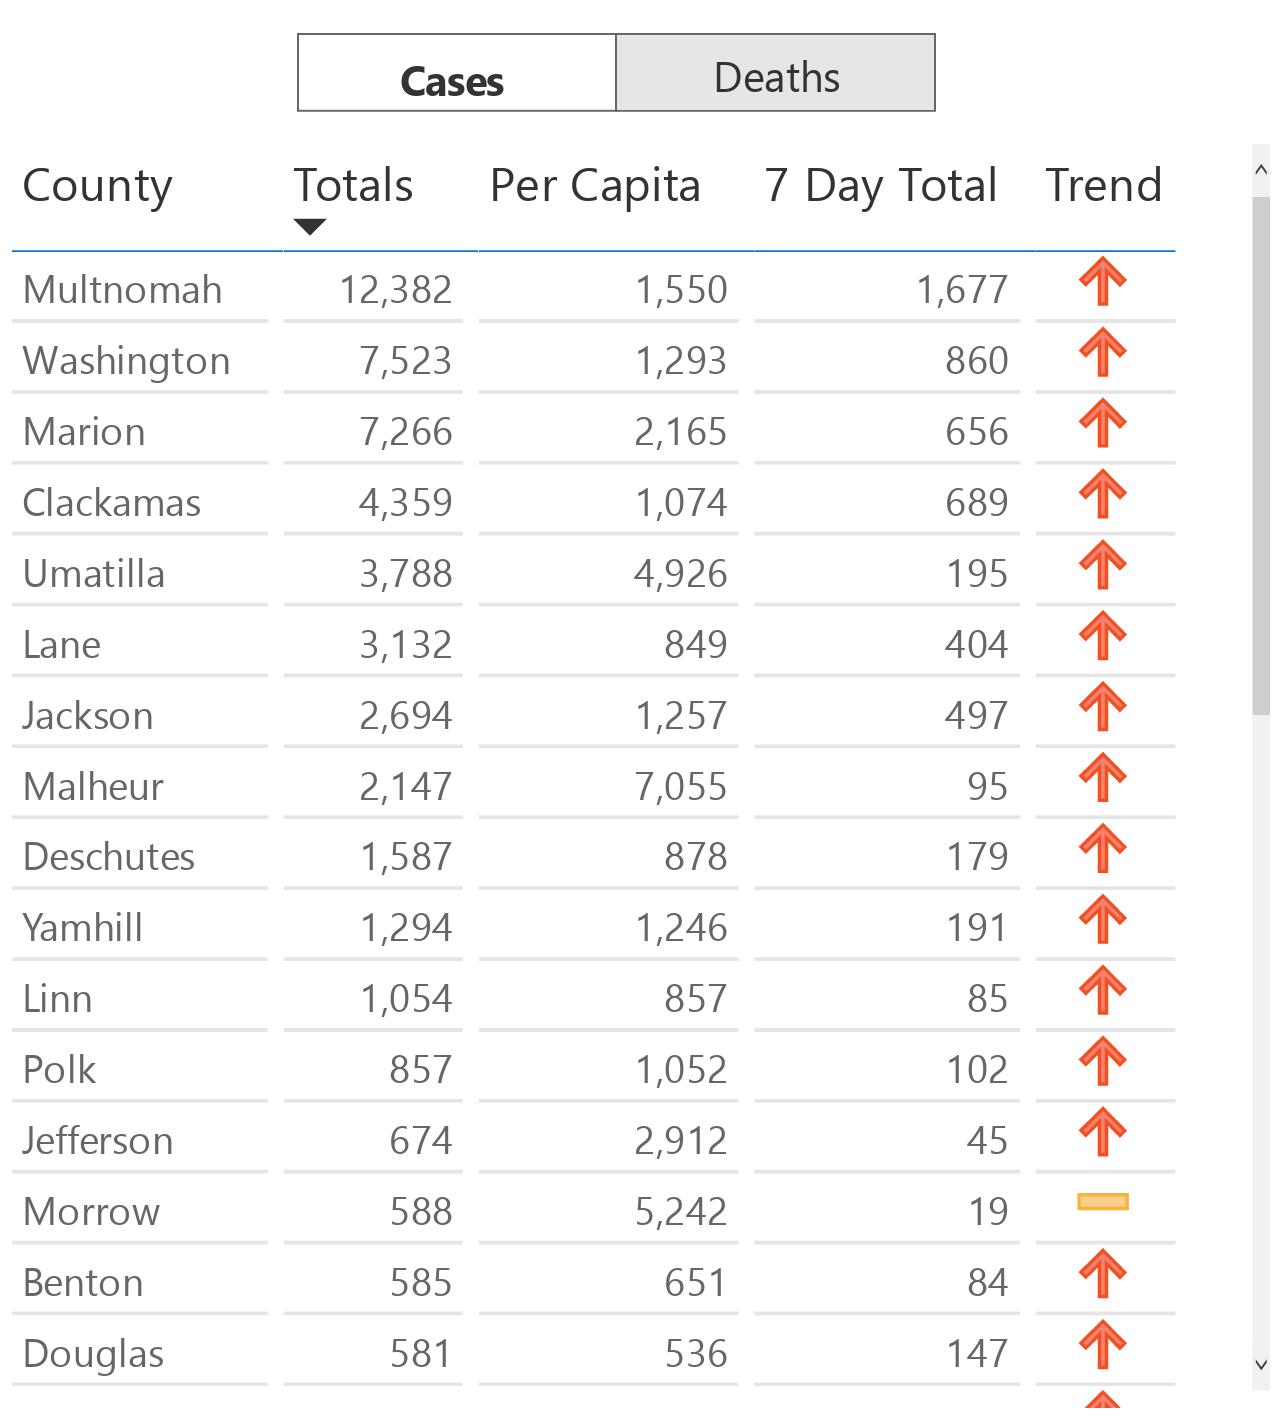 Cases Deaths
County Totals Per Capita 7 Day Total Trend
Multnomah 12,382 1,550 1,677
Washington 7,523 1,293 860
Marion 7,266 2,165 656
Clackamas 4,359 1,074 689
Umatilla 3,788 4,926 195
Lane 3,132 849 404
Jackson 2,694 1,257 497
Malheur 2,147 7,055 95
Deschutes 1,587 878 179
Yamhill 1,294 1,246 191
Linn 1,054 857 85
Polk 857 1,052 102
Jefferson 674 2,912 45
Morrow 588 5,242 19
Benton 585 651 84
Douglas 581 536 147